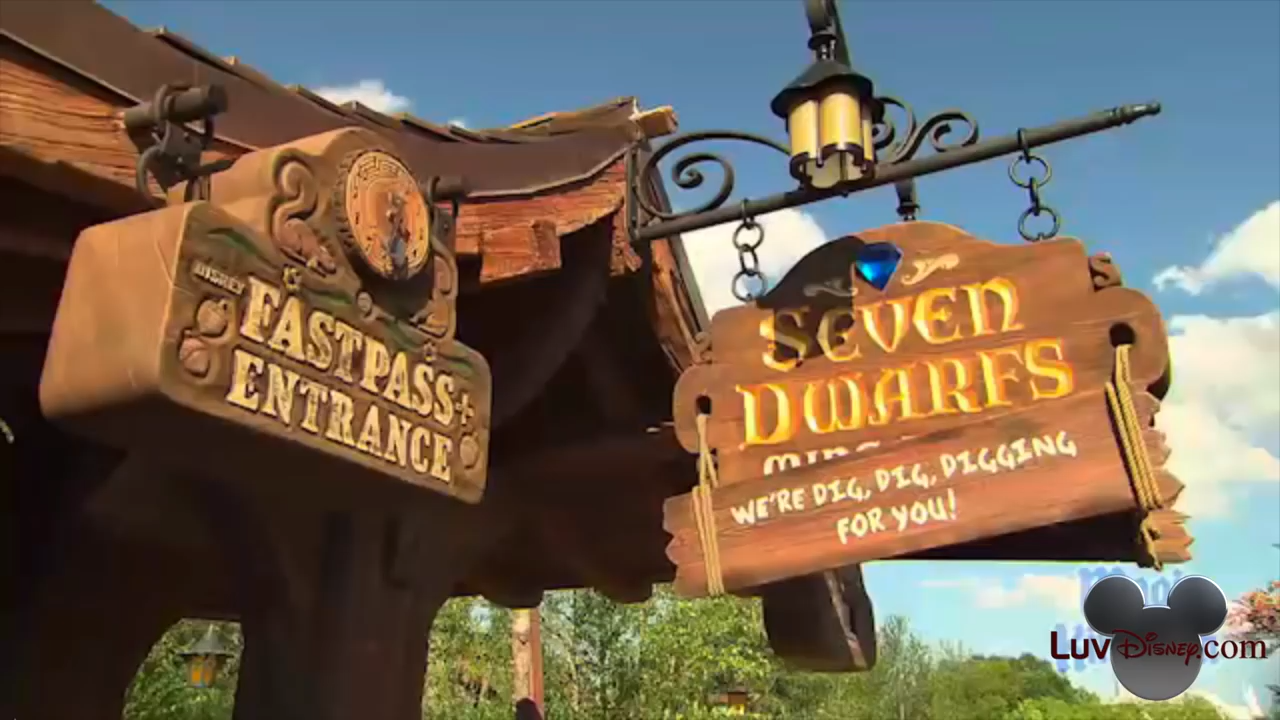 DISNEY
FASTPASS+
ENTRANCE
SEVEN
DWARFS
WE'RE DIG, DIG, DIGGING
FOR YOU!
LUVDISNEY.com